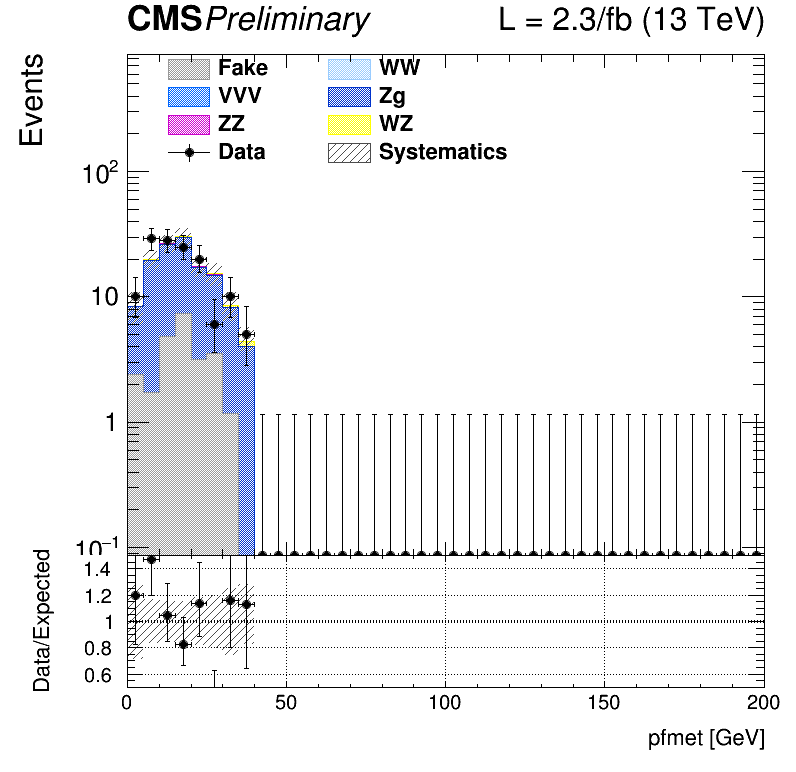 CMS Preliminary L = 2.3/fb (13 TeV)
Events
Fake WW
VVV Zg
ZZ WZ
Data Systematics
10²
10
1
10⁻¹
Data/Expected
1.4
1.2
1
0.8
0.6
0 50 100 150 200
pfmet [GeV]